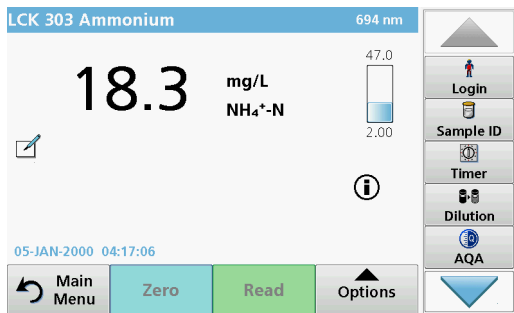 LCK 303 Ammonium 694 nm
47.0
18.3 mg/L
NH₄⁺-N
2.00
i
05-JAN-2000 04:17:06
Main
Menu
Zero
Read
Options
Login
Sample ID
Timer
Dilution
AQA